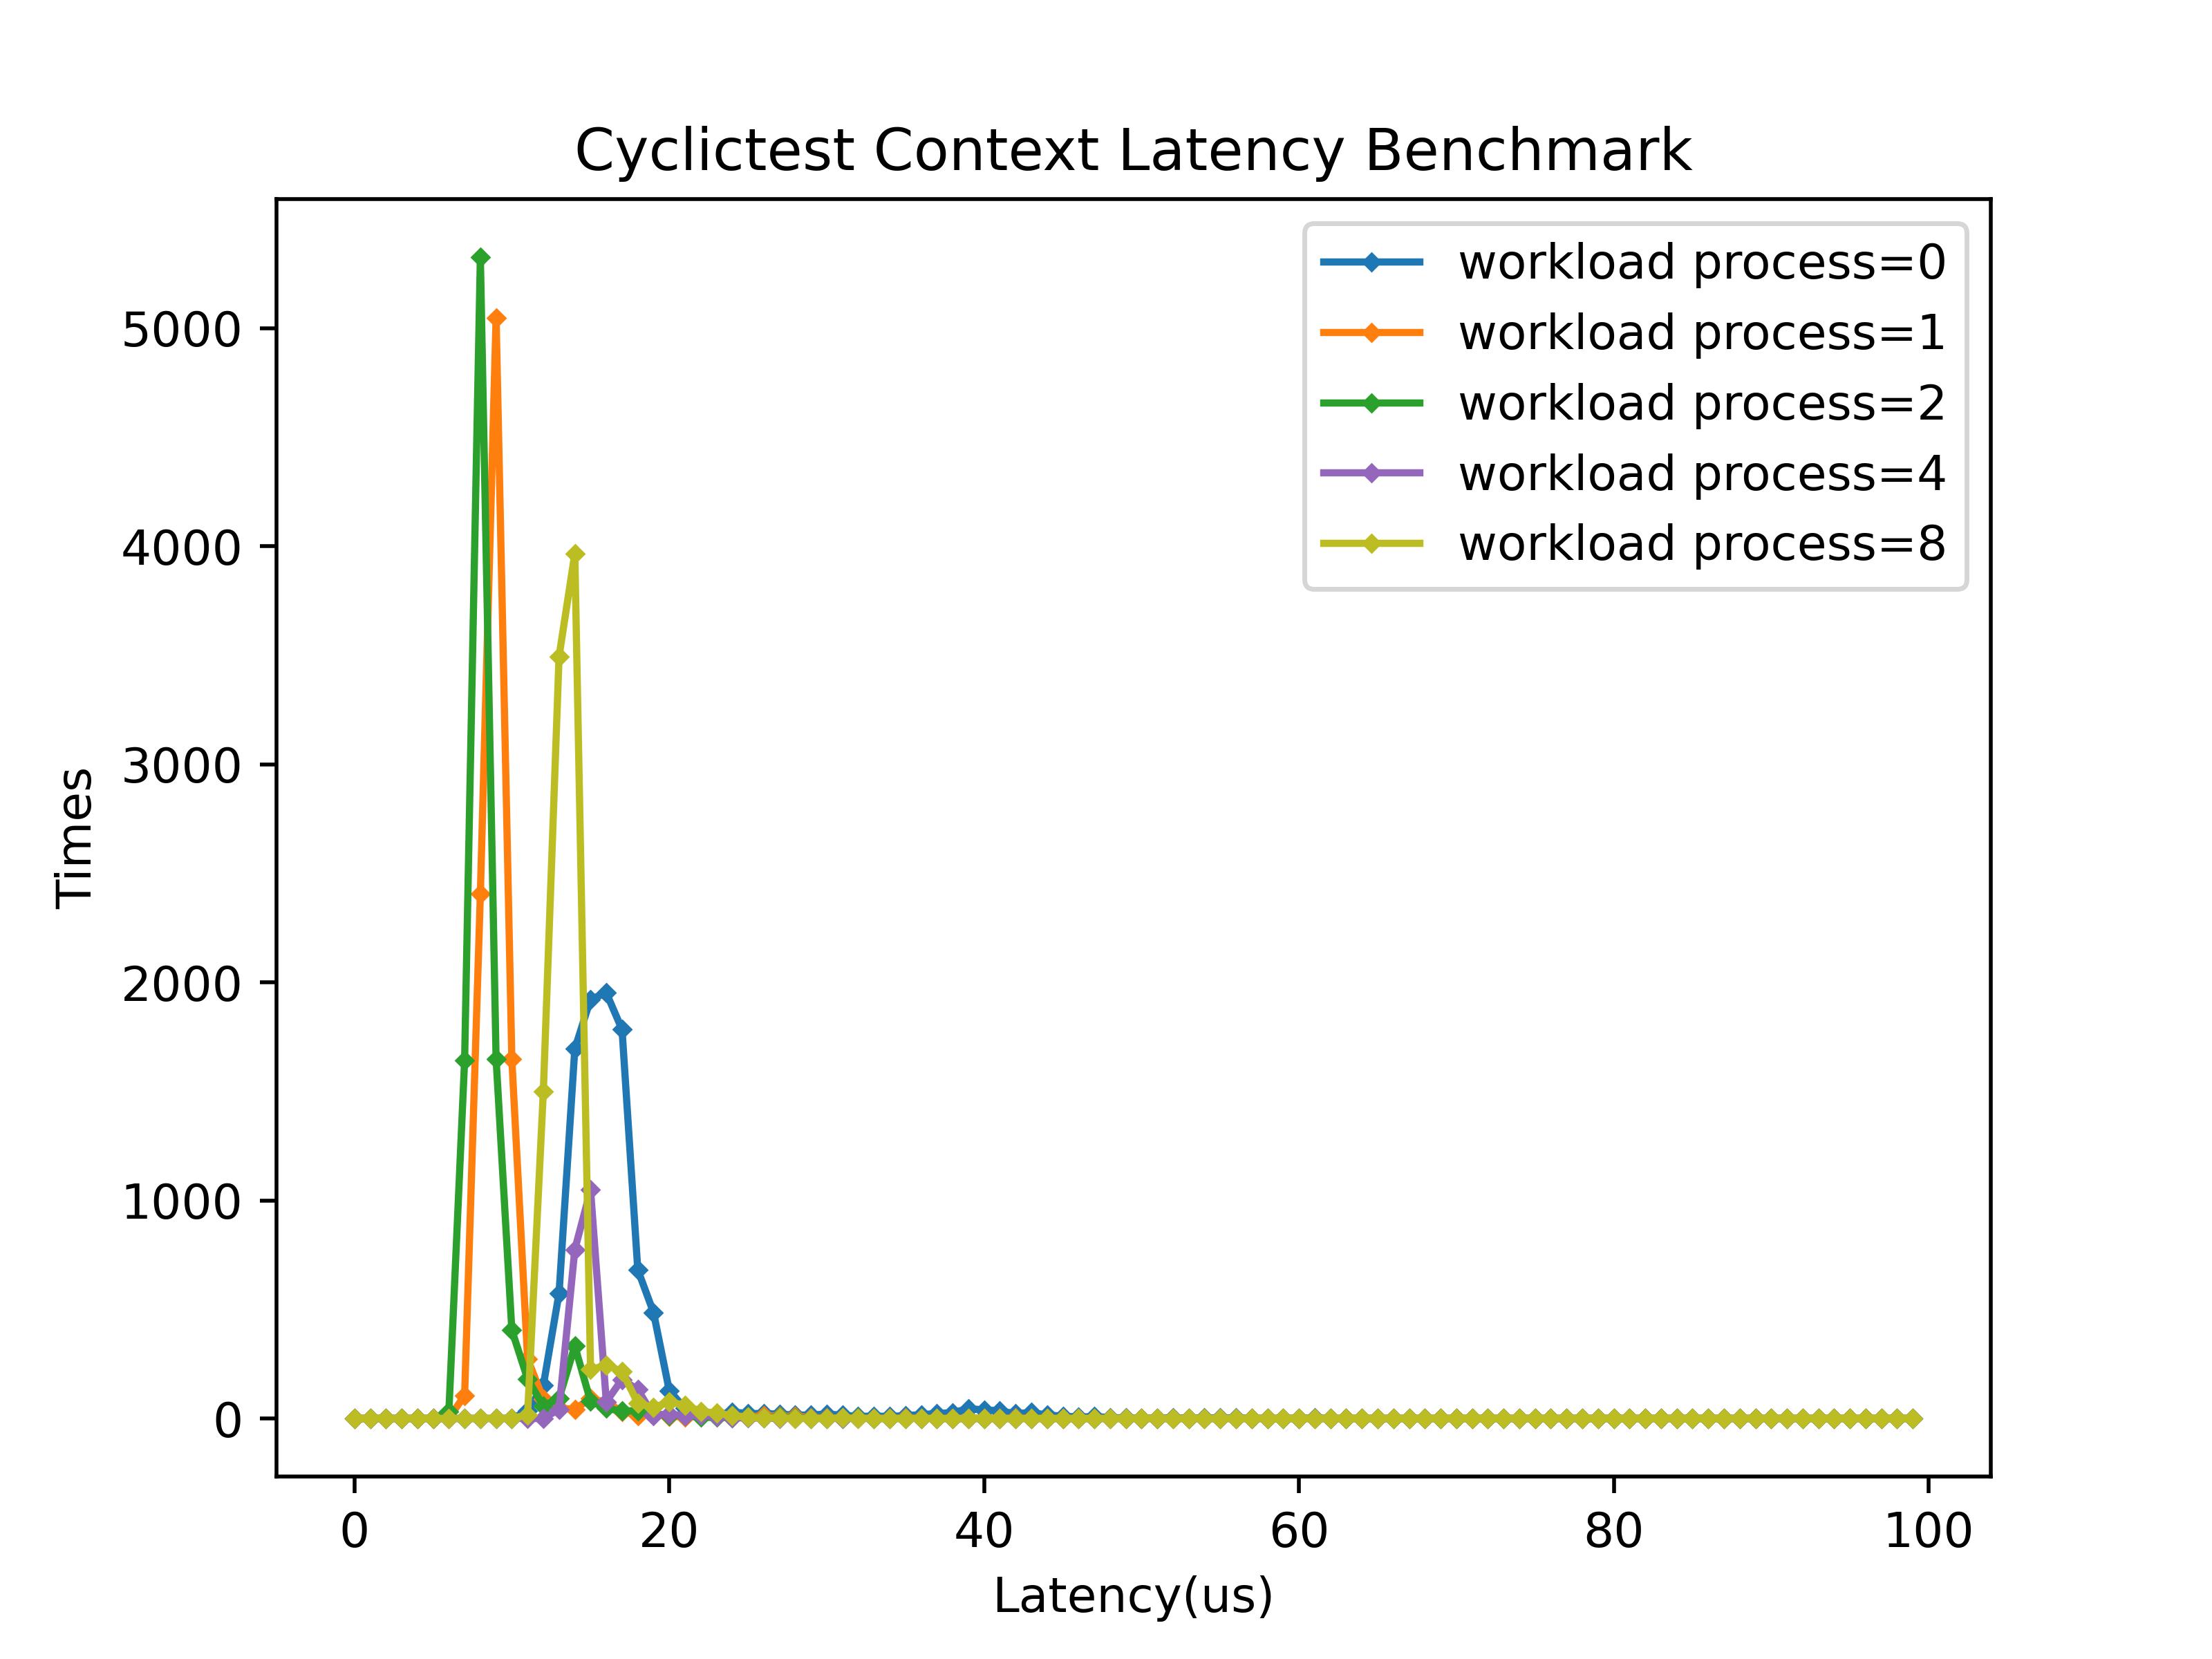 Cyclictest Context Latency Benchmark
workload process=0
workload process=1
workload process=2
workload process=4
workload process=8
5000
4000
3000
2000
1000
0
Times
0 20 40 60 80 100
Latency(us)